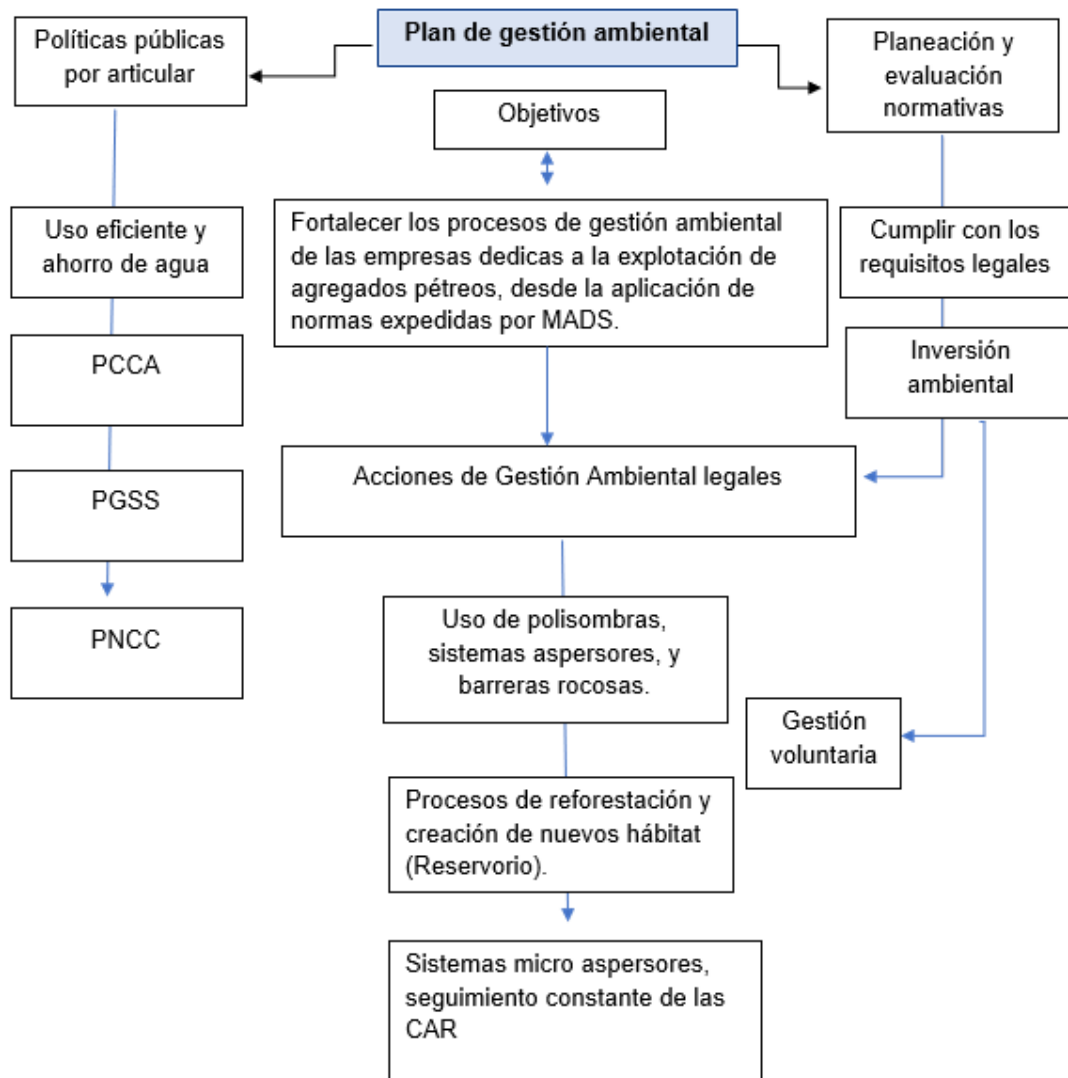 Plan de gestión ambiental
Políticas públicas
por articular
Planeación y
evaluación
normativas
Objetivos
Uso eficiente y
ahorro de agua
Fortalecer los procesos de gestión ambiental
de las empresas dedicas a la explotación de
agregados pétreos, desde la aplicación de
normas expedidas por MADS.
Cumplir con los
requisitos legales
PCCA
Inversión
ambiental
Acciones de Gestión Ambiental legales
PGSS
PNCC
Uso de polisombras,
sistemas aspersores, y
barreras rocosas.
Gestión
voluntaria
Procesos de reforestación y
creación de nuevos hábitat
(Reservorio).
Sistemas micro aspersores,
seguimiento constante de las
CAR